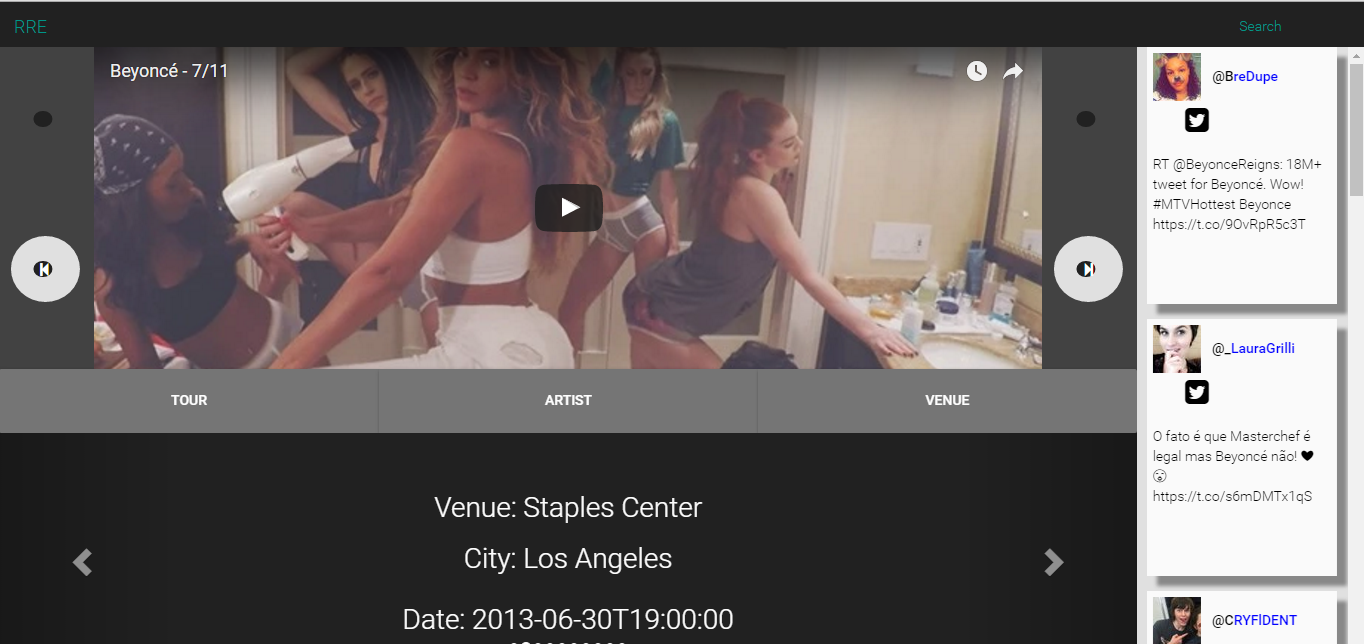 RRE
Search
Beyoncé - 7/11
TOUR
ARTIST
VENUE
Venue: Staples Center
City: Los Angeles
Date: 2013-06-30T19:00:00
@BreDupe
RT @BeyonceReigns: 18M+
tweet for Beyoncé. Wow!
#MTVHottest Beyonce
https://t.co/9OvRpR5c3T
@_LauraGrilli
O fato é que Masterchef é
legal mas Beyoncé não! ♥
😮
https://t.co/s6mDMTx1qS
@CRYFlDENT